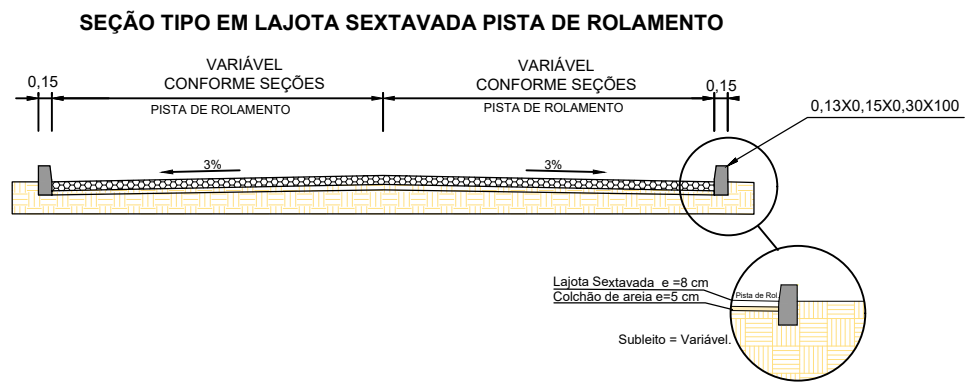 SEÇÃO TIPO EM LAJOTA SEXTAVADA PISTA DE ROLAMENTO
VARIÁVEL
CONFORME SEÇÕES
VARIÁVEL
CONFORME SEÇÕES
0,15
0,15
PISTA DE ROLAMENTO
PISTA DE ROLAMENTO
0,13X0,15X0,30X100
3%
3%
Lajota Sextavada e =8 cm
Colchão de areia e=5 cm
Pista de Rol.
Subleito = Variável.